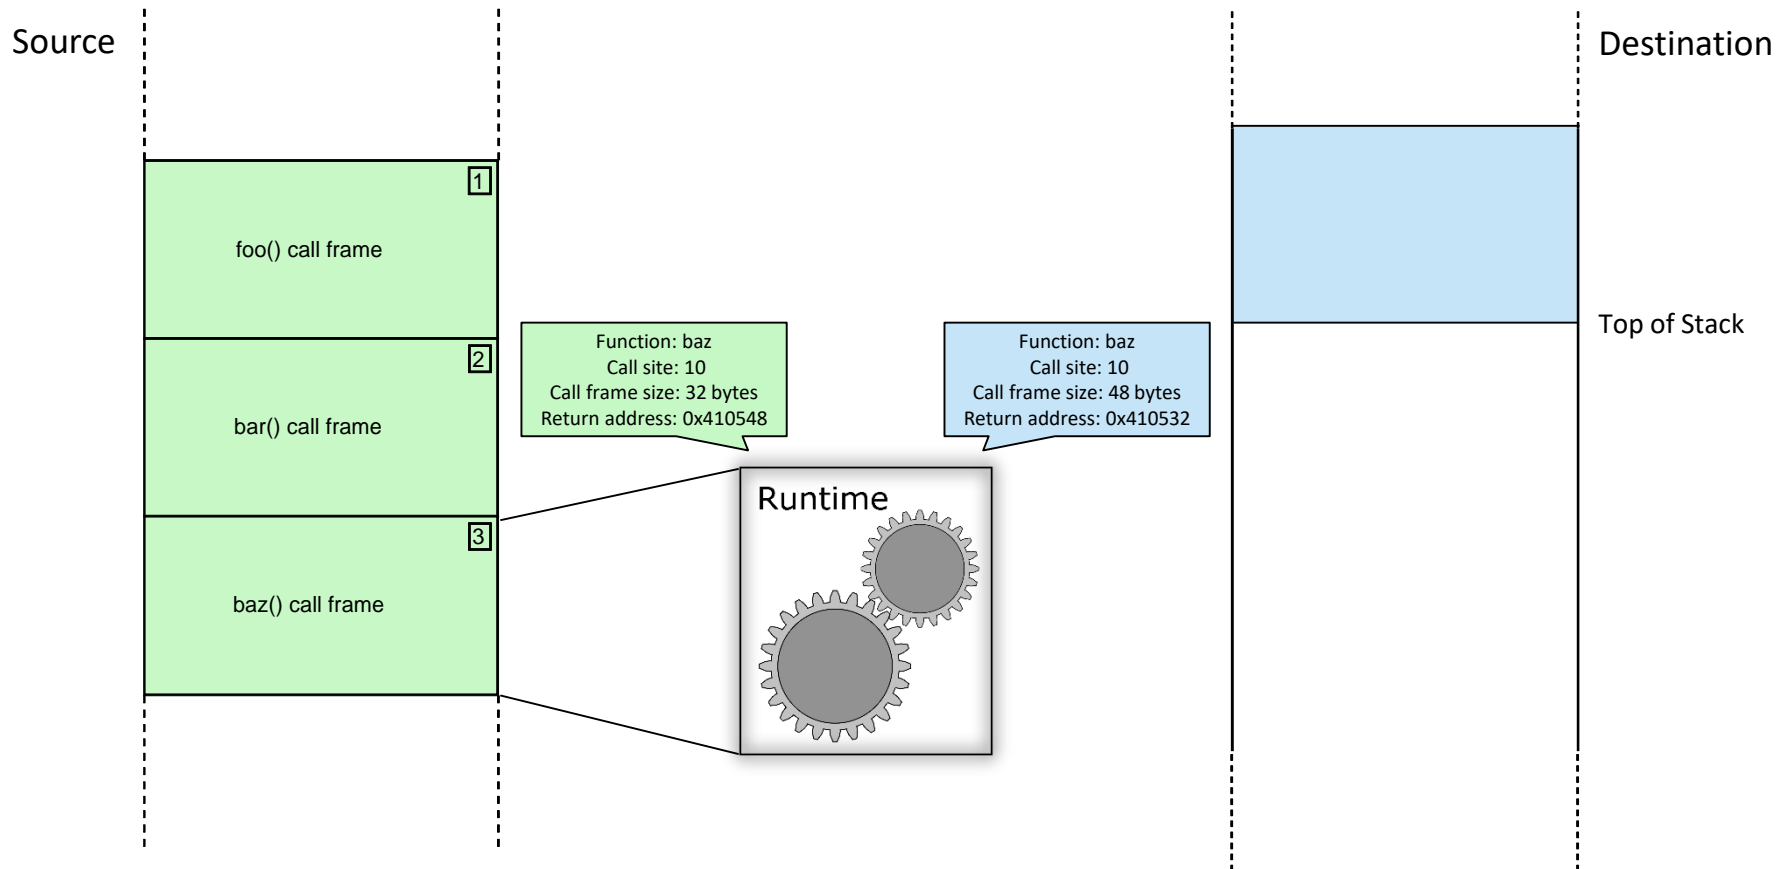 Source
Destination
1
foo() call frame
2
bar() call frame
3
baz() call frame
Function: baz
Call site: 10
Call frame size: 32 bytes
Return address: 0x410548
Function: baz
Call site: 10
Call frame size: 48 bytes
Return address: 0x410532
Runtime
Top of Stack